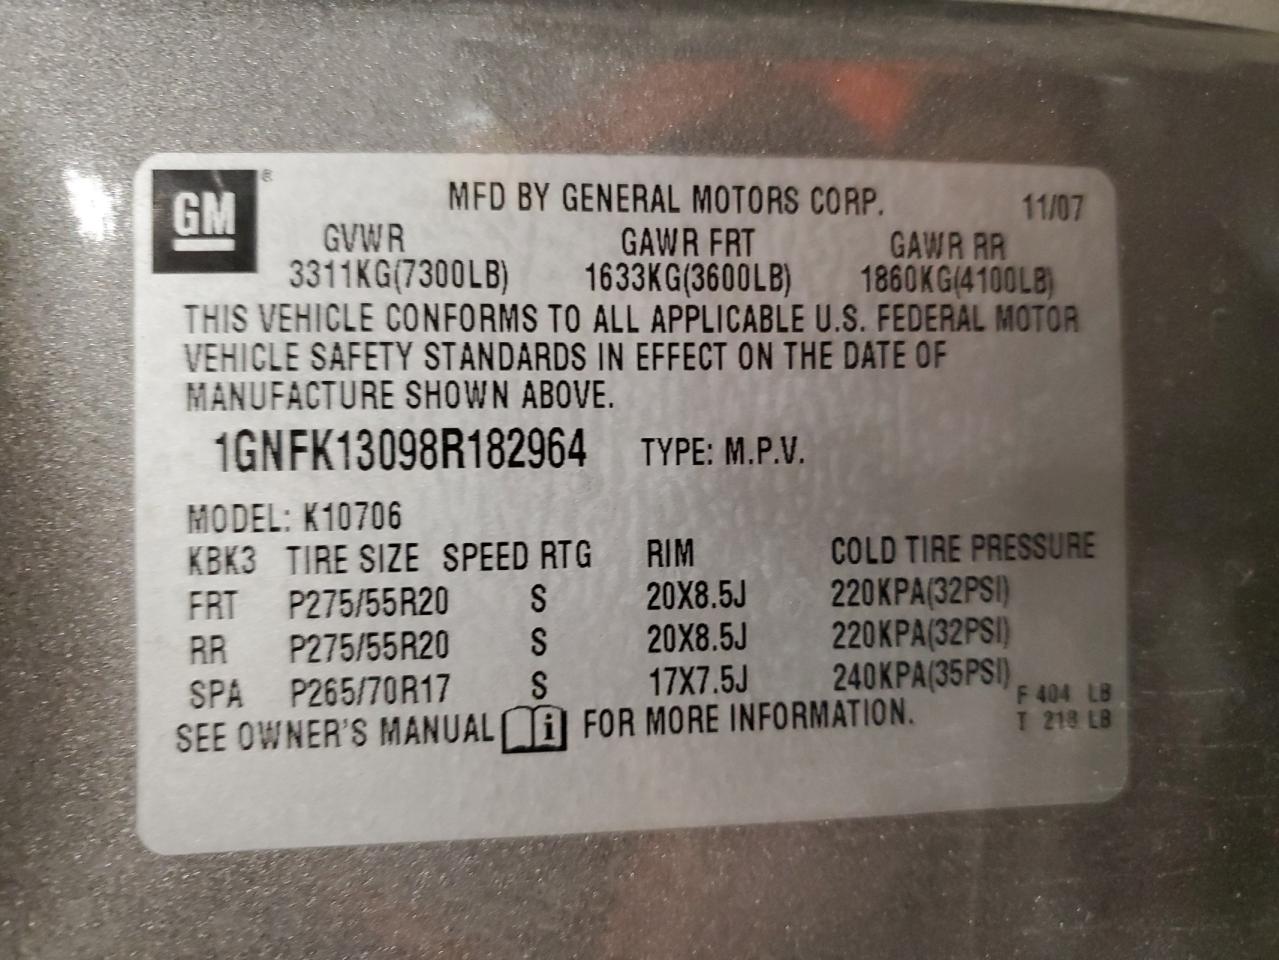 GM ®
MFD BY GENERAL MOTORS CORP. 11/07
GVWR GAWR FRT GAWR RR
3311KG(7300LB) 1633KG(3600LB) 1860KG(4100LB)
THIS VEHICLE CONFORMS TO ALL APPLICABLE U.S. FEDERAL MOTOR
VEHICLE SAFETY STANDARDS IN EFFECT ON THE DATE OF
MANUFACTURE SHOWN ABOVE.
1GNFK13098R182964 TYPE: M.P.V.
MODEL: K10706
KBK3 TIRE SIZE SPEED RTG RIM COLD TIRE PRESSURE
FRT P275/55R20 S 20X8.5J 220KPA(32PSI)
RR P275/55R20 S 20X8.5J 220KPA(32PSI)
SPA P265/70R17 S 17X7.5J 240KPA(35PSI)
F 404 LB
T LB
SEE OWNER'S MANUAL i FOR MORE INFORMATION.